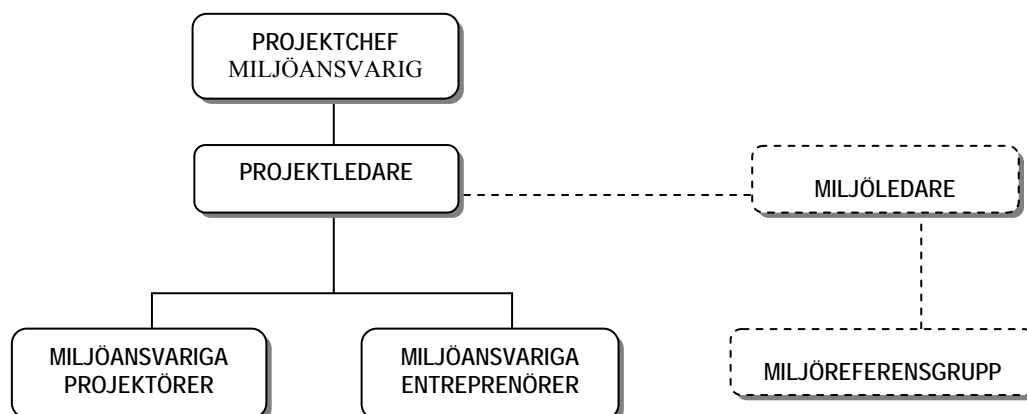 PROJEKTCHEF
MILJÖANSVARIG
PROJEKTLEDARE
MILJÖLEDARE
MILJÖANSVARIGA
PROJEKTÖRER
MILJÖANSVARIGA
ENTREPRENÖRER
MILJÖREFERENSGRUPP